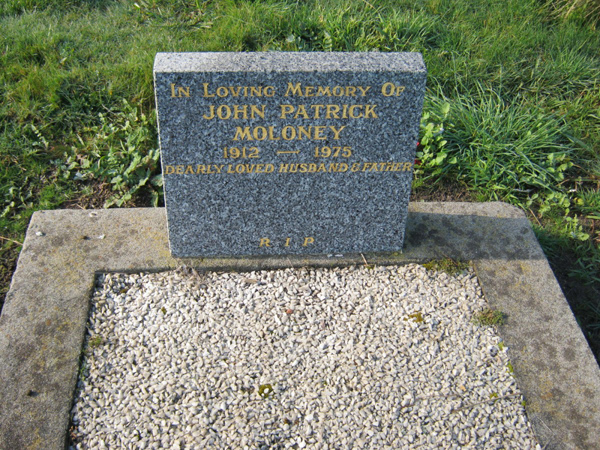 In Loving Memory Of
JOHN PATRICK
MOLONEY
1912 — 1975
DEARLY LOVED HUSBAND & FATHER
R I P